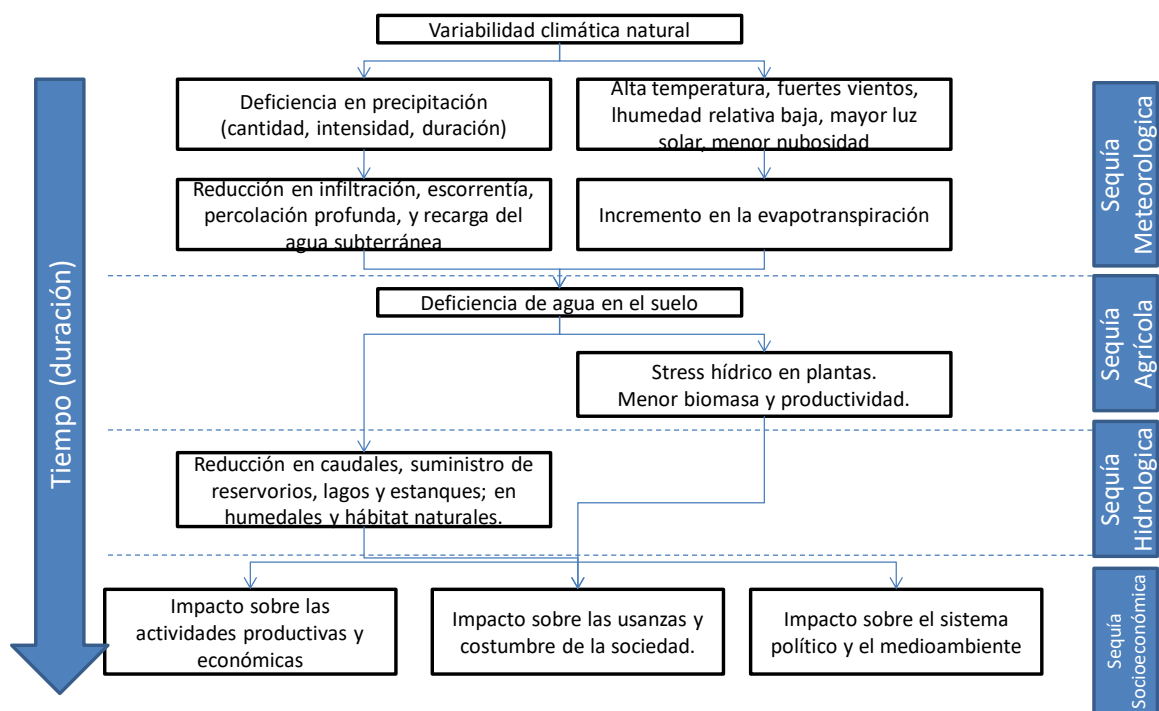 Variabilidad climática natural
Deficiencia en precipitación
(cantidad, intensidad, duración)
Alta temperatura, fuertes vientos,
lhumedad relativa baja, mayor luz
solar, menor nubosidad
Reducción en infiltración, escorrentía,
percolación profunda, y recarga del
agua subterránea
Incremento en la evapotranspiración
Sequía
Meteorologica
Tiempo (duración)
Deficiencia de agua en el suelo
Stress hídrico en plantas.
Menor biomasa y productividad.
Sequía
Agrícola
Reducción en caudales, suministro de
reservorios, lagos y estanques; en
humedales y hábitat naturales.
Sequía
Hidrologica
Impacto sobre las
actividades productivas y
económicas
Impacto sobre las usanzas y
costumbre de la sociedad.
Impacto sobre el sistema
político y el medioambiente
Sequía
Socioeconómica